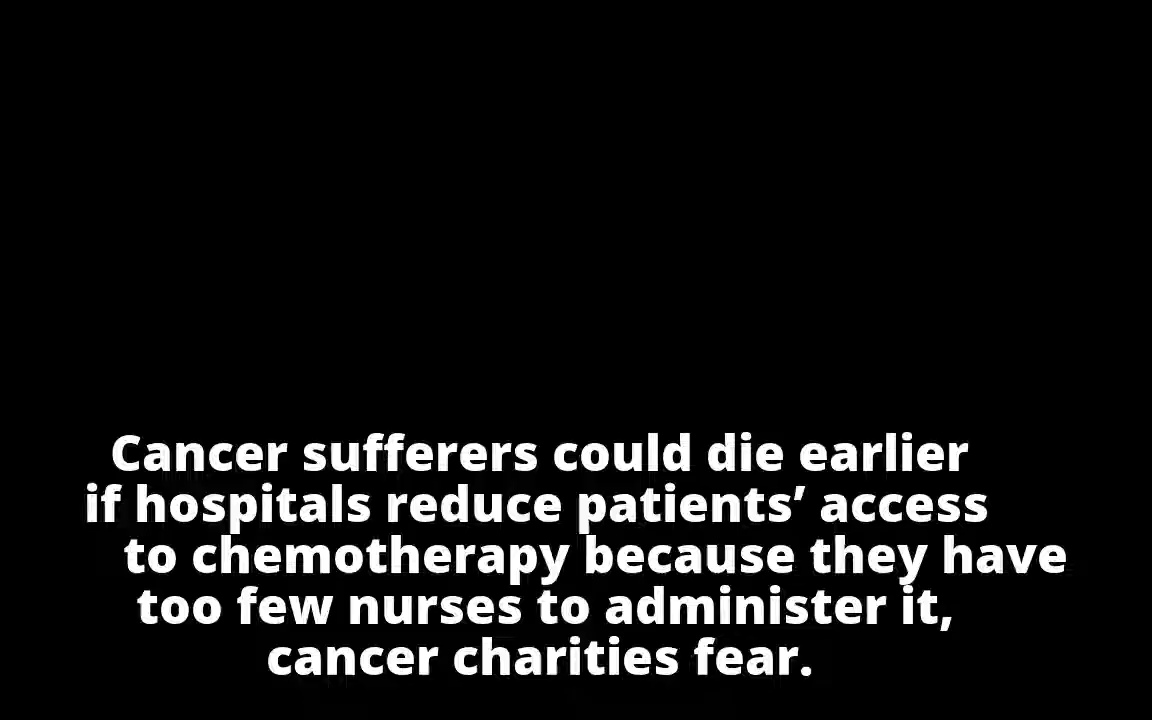 Cancer sufferers could die earlier
if hospitals reduce patients’ access
to chemotherapy because they have
too few nurses to administer it,
cancer charities fear.